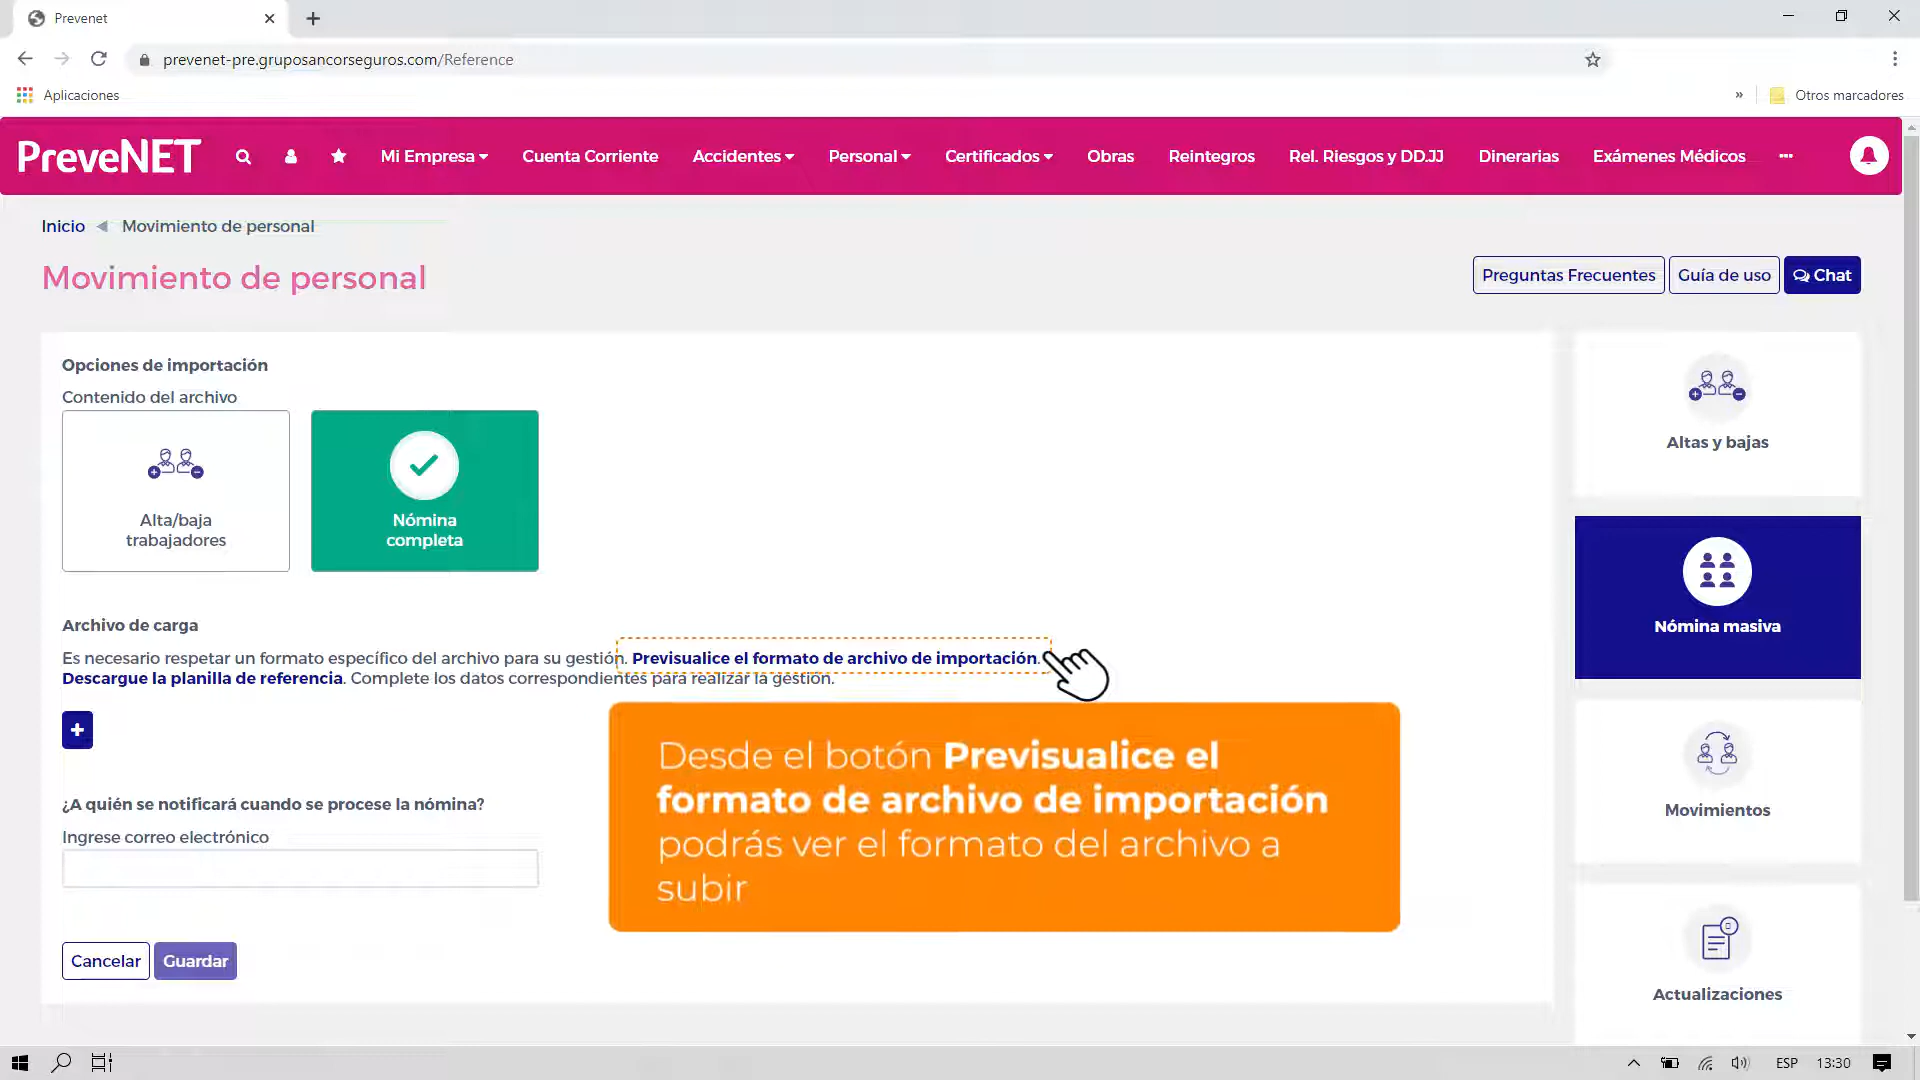 Prevenet
prevenet-pre.gruposancorseguros.com/Reference
Aplicaciones
»
Otros marcadores
PreveNET
Mi Empresa
Cuenta Corriente
Accidentes
Personal
Certificados
Obras
Reintegros
Rel. Riesgos y DD.JJ
Dinerarias
Exámenes Médicos
Inicio
Movimiento de personal
Movimiento de personal
Preguntas Frecuentes
Guía de uso
Chat
Opciones de importación
Contenido del archivo
Alta/baja
trabajadores
Nómina
completa
Archivo de carga
Es necesario respetar un formato específico del archivo para su gestión. Previsualice el formato de archivo de importación.
Descargue la planilla de referencia. Complete los datos correspondientes para realizar la gestión.
+
Desde el botón Previsualice el
formato de archivo de importación
podrás ver el formato del archivo a
subir
¿A quién se notificará cuando se procese la nómina?
Ingrese correo electrónico
Cancelar
Guardar
Altas y bajas
Nómina masiva
Movimientos
Actualizaciones
ESP
13:30